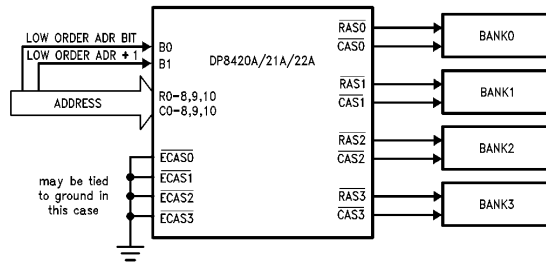 LOW ORDER ADR BIT
LOW ORDER ADR + 1
ADDRESS
B0
B1
R0-8,9,10
C0-8,9,10
DP8420A/21A/22A
ECAS0
ECAS1
ECAS2
ECAS3
may be tied
to ground in
this case
RAS0
CAS0
BANK0
RAS1
CAS1
BANK1
RAS2
CAS2
BANK2
RAS3
CAS3
BANK3